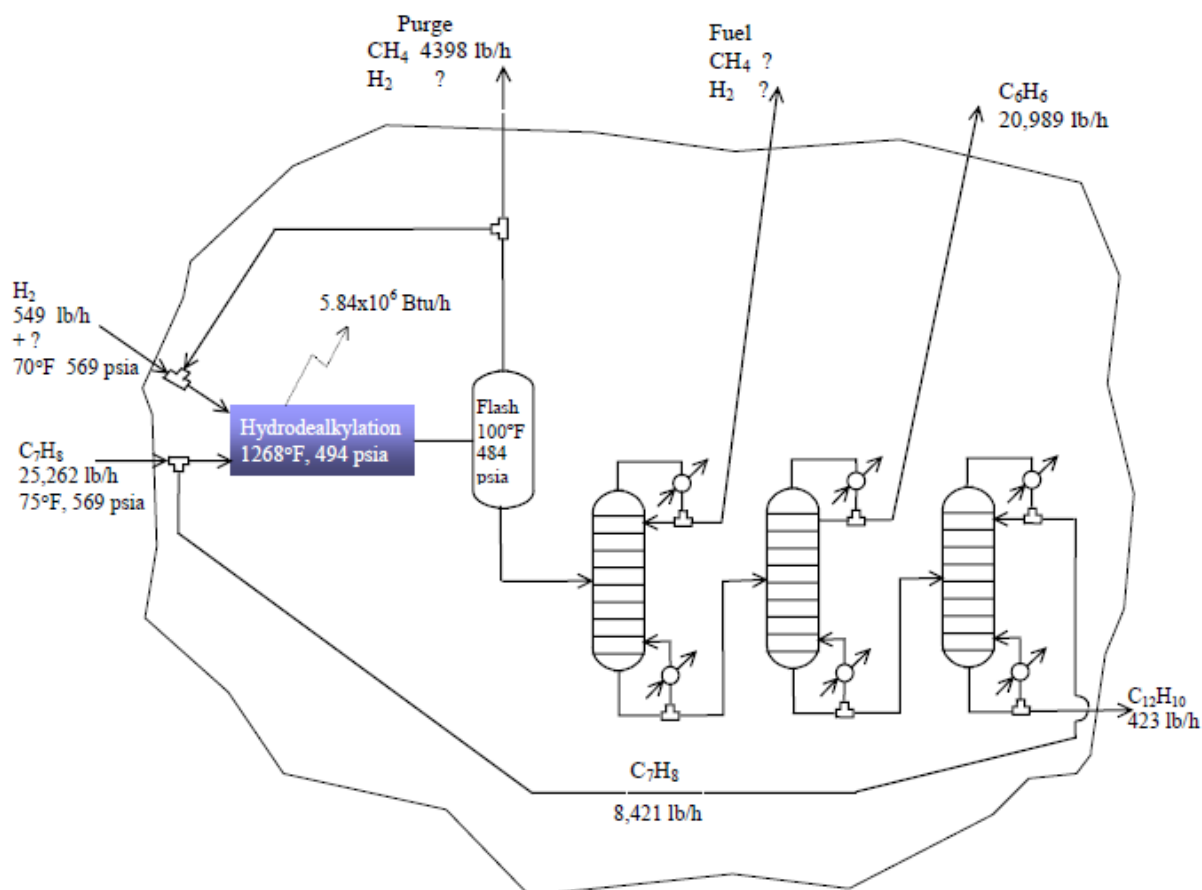 Purge
CH₄ 4398 lb/h
H₂ ?
Fuel
CH₄ ?
H₂ ?
C₆H₆
20,989 lb/h
H₂
549 lb/h
+ ?
70°F 569 psia
5.84x10⁶ Btu/h
Flash
100°F
484
psia
Hydrodealkylation
1268°F, 494 psia
C₇H₈
25,262 lb/h
75°F, 569 psia
C₁₂H₁₀
423 lb/h
C₇H₈
8,421 lb/h